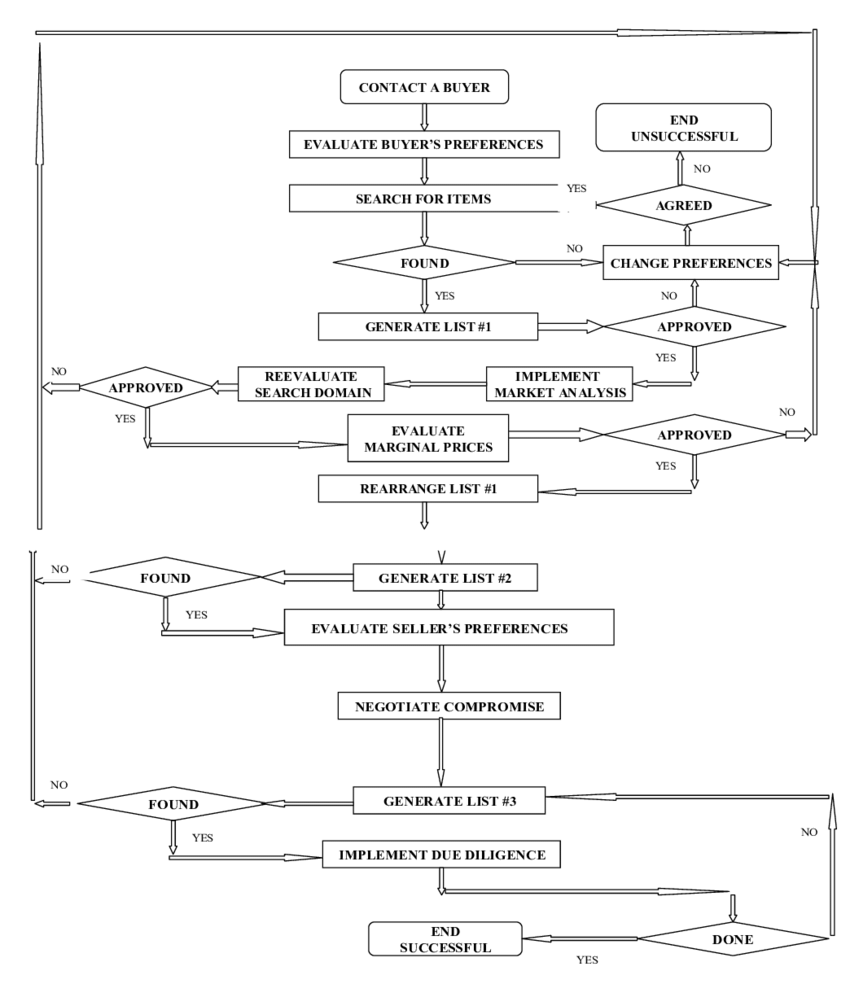 CONTACT A BUYER
END
UNSUCCESSFUL
EVALUATE BUYER'S PREFERENCES
NO
SEARCH FOR ITEMS
YES
AGREED
FOUND
NO
CHANGE PREFERENCES
YES
NO
GENERATE LIST #1
APPROVED
YES
NO
APPROVED
REEVALUATE
SEARCH DOMAIN
IMPLEMENT
MARKET ANALYSIS
YES
EVALUATE
MARGINAL PRICES
APPROVED
NO
YES
REARRANGE LIST #1
NO
FOUND
GENERATE LIST #2
YES
EVALUATE SELLER'S PREFERENCES
NEGOTIATE COMPROMISE
NO
FOUND
GENERATE LIST #3
YES
NO
IMPLEMENT DUE DILIGENCE
END
SUCCESSFUL
DONE
YES